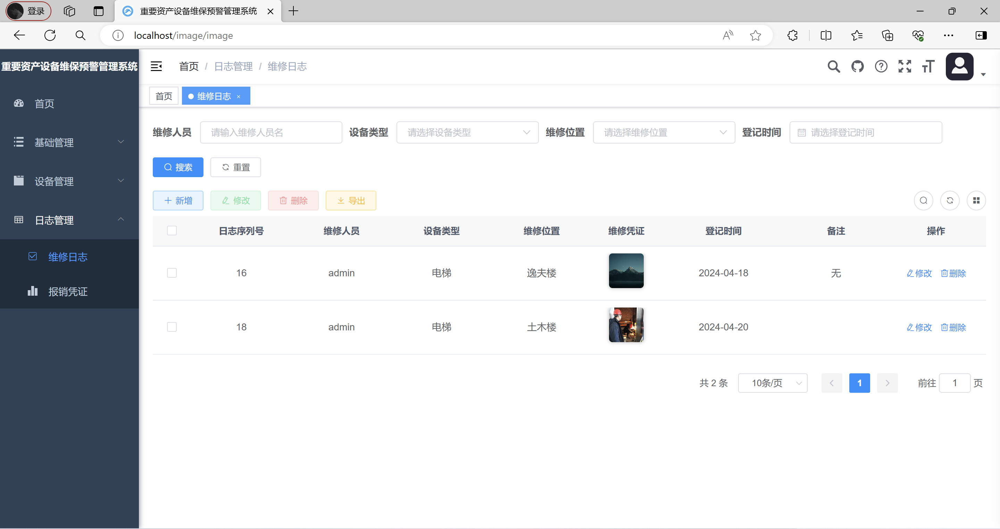 登录
重要资产设备维保预警管理系统
localhost/image/image
重要资产设备维保预警管理系统
首页 / 日志管理 / 维修日志
首页
维修日志
首页
基础管理
设备管理
日志管理
维修日志
报销凭证
维修人员 请输入维修人员名 设备类型 请选择设备类型 维修位置 请选择维修位置 登记时间 请选择登记时间
搜索 重置
新增 修改 删除 导出
日志序列号 维修人员 设备类型 维修位置 维修凭证 登记时间 备注 操作
16 admin 电梯 逸夫楼 2024-04-18 无 修改 删除
18 admin 电梯 土木楼 2024-04-20 修改 删除
共 2 条 10条/页 1 前往 1 页